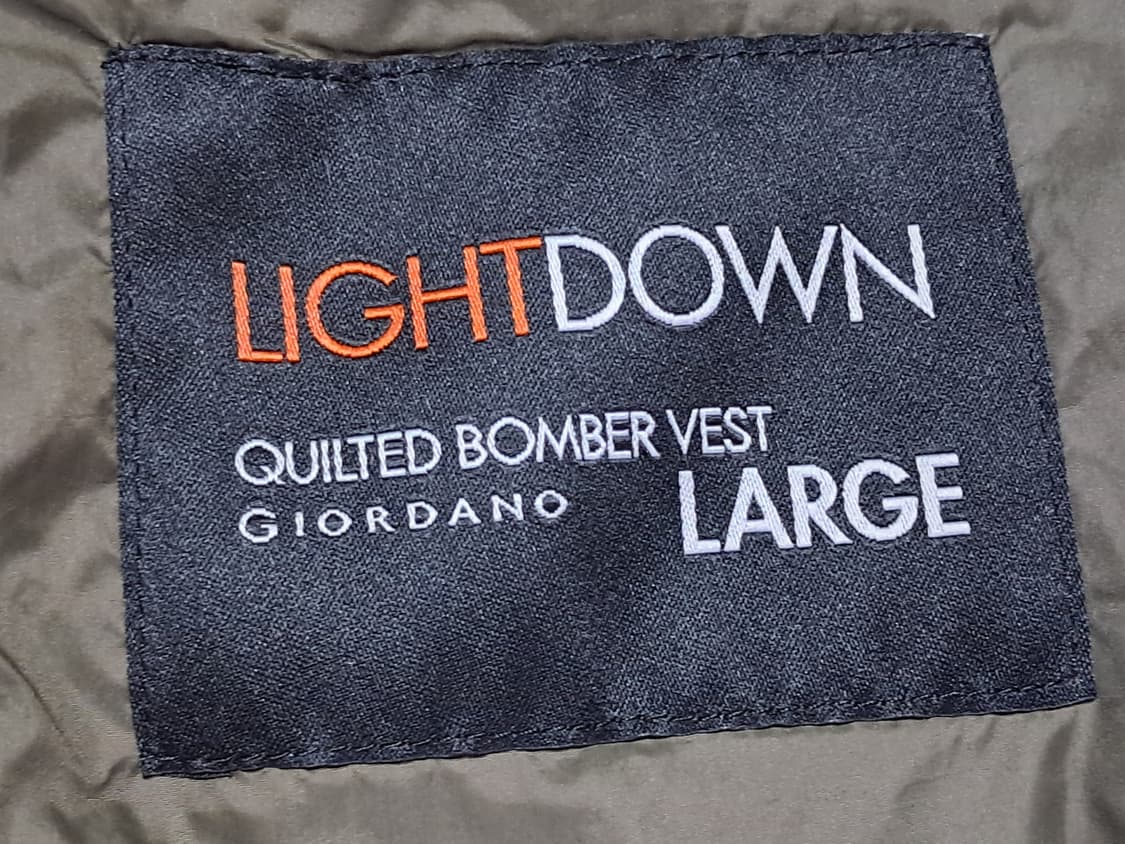 LIGHTDOWN
QUILTED BOMBER VEST
GIORDANO
LARGE